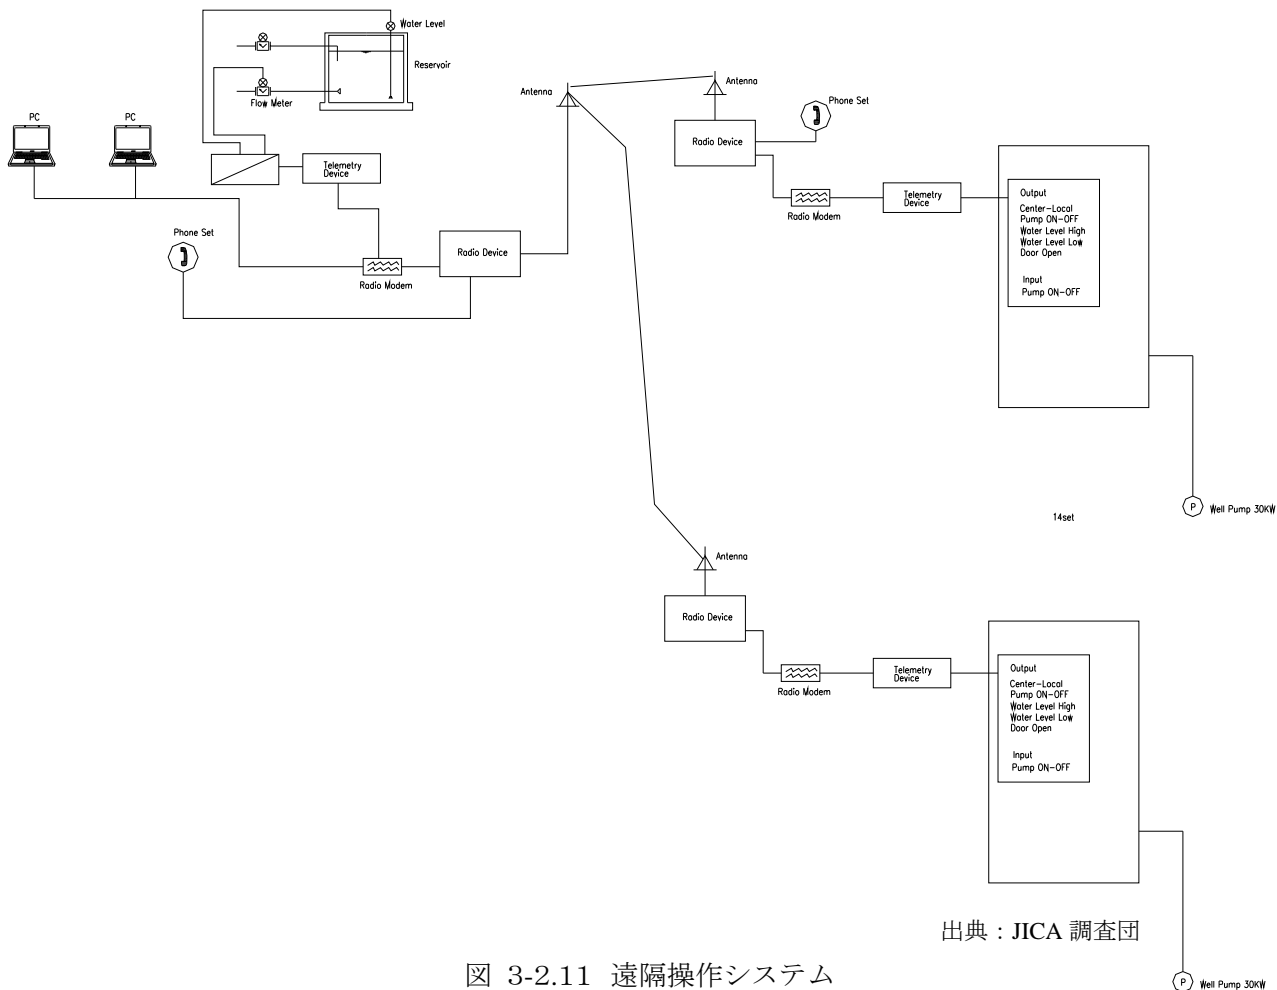 Water Level
Reservoir
Flow Meter
PC
PC
Telemetry
Device
Phone Set
Radio Modem
Radio Device
Antenna
Antenna
Radio Device
Phone Set
Radio Modem
Telemetry
Device
Output
Center-Local
Pump ON-OFF
Water Level High
Water Level Low
Door Open
Input
Pump ON-OFF
P
Well Pump 30KW
14set
Antenna
Radio Device
Radio Modem
Telemetry
Device
Output
Center-Local
Pump ON-OFF
Water Level High
Water Level Low
Door Open
Input
Pump ON-OFF
P
Well Pump 30KW
出典：JICA 調査団
図 3-2.11 遠隔操作システム